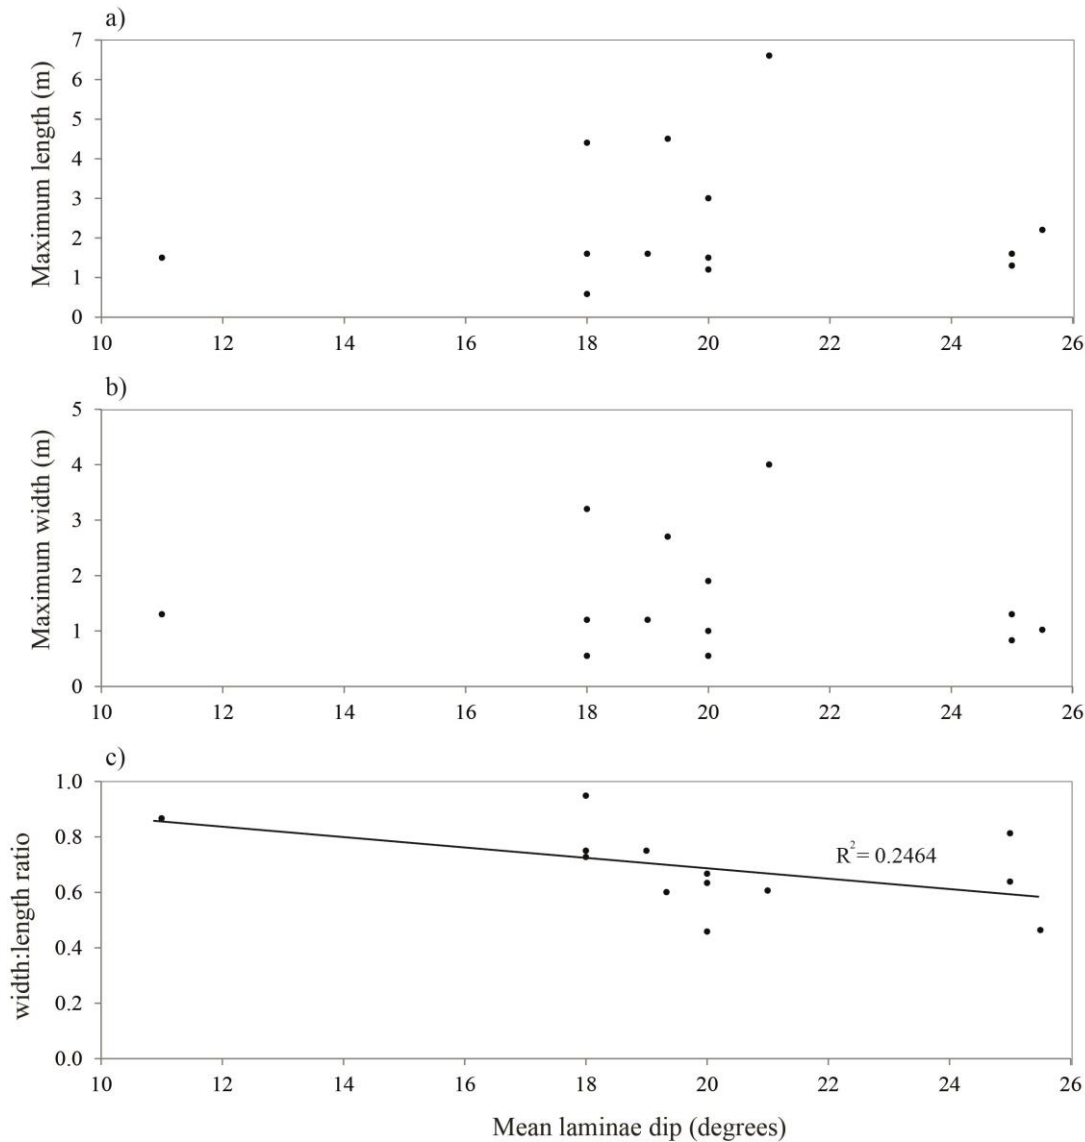 a)
Maximum length (m)
7
6
5
4
3
2
1
0
10 12 14 16 18 20 22 24 26
b)
Maximum width (m)
5
4
3
2
1
0
10 12 14 16 18 20 22 24 26
c)
width:length ratio
1.0
0.8
0.6
0.4
0.2
0.0
R²= 0.2464
10 12 14 16 18 20 22 24 26
Mean laminae dip (degrees)